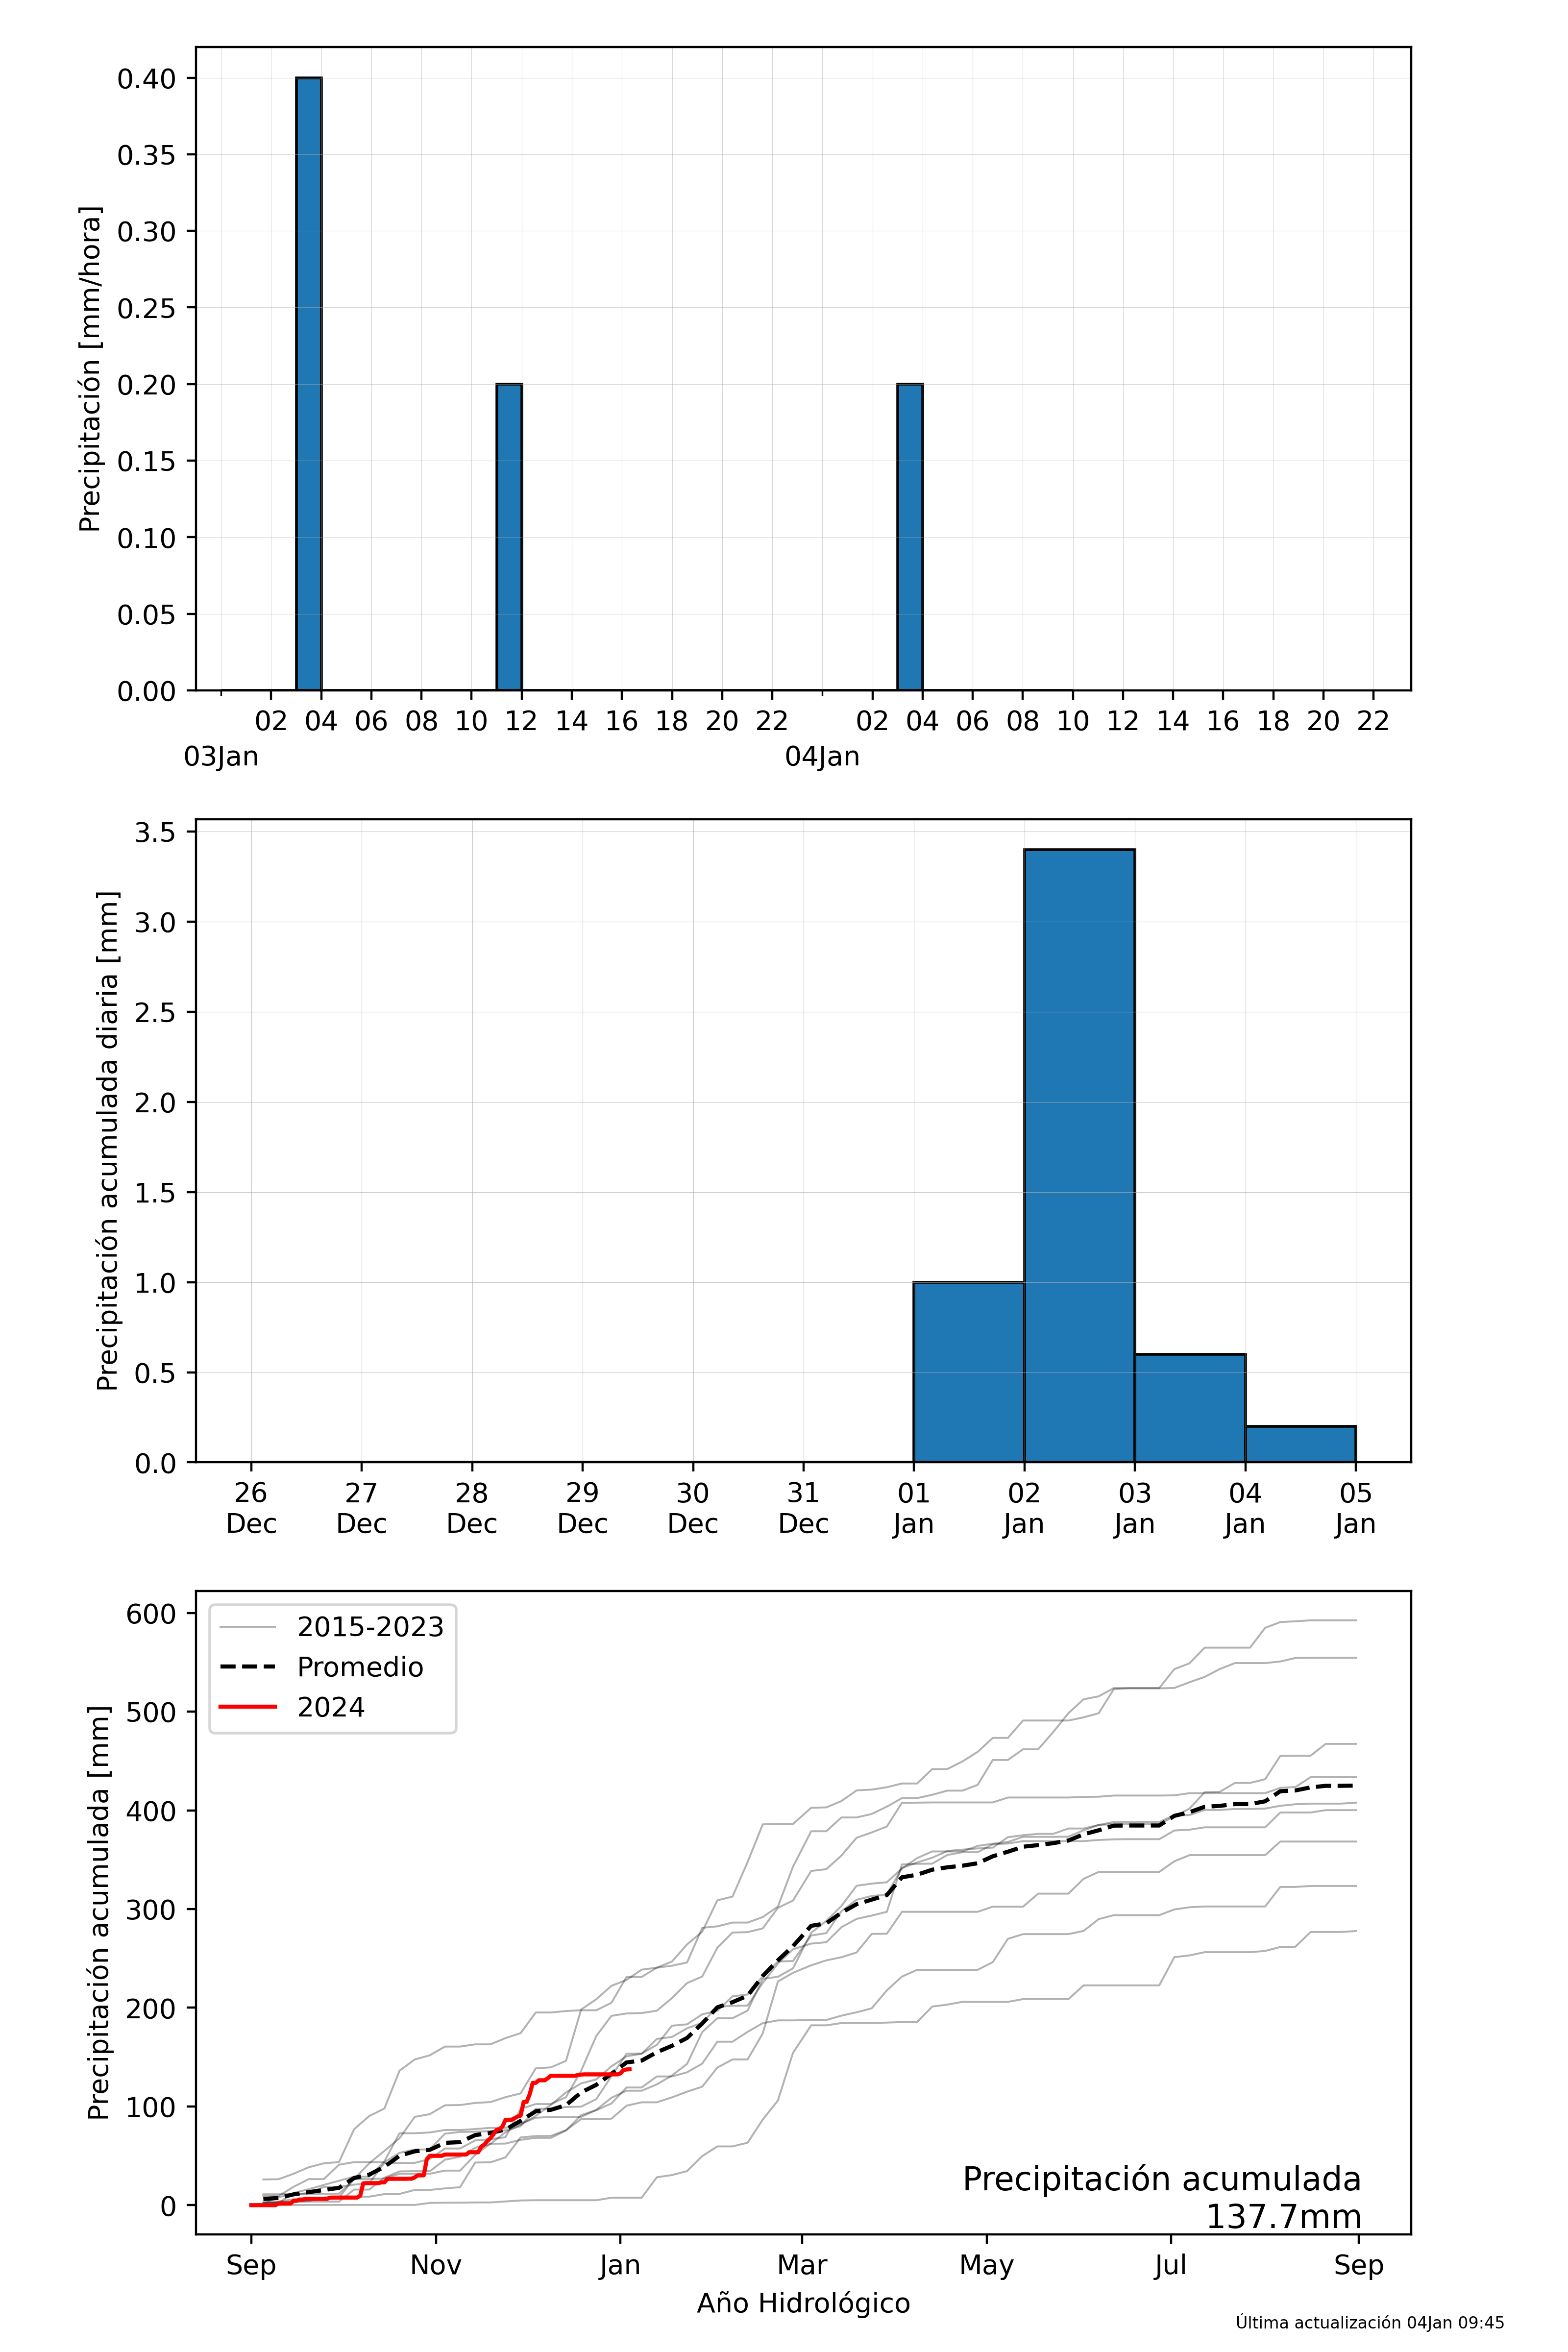 0.40
0.35
0.30
0.25
0.20
0.15
0.10
0.05
0.00
Precipitación [mm/hora]
02 04 06 08 10 12 14 16 18 20 22 02 04 06 08 10 12 14 16 18 20 22
03Jan 04Jan
3.5
3.0
2.5
2.0
1.5
1.0
0.5
0.0
Precipitación acumulada diaria [mm]
26 27 28 29 30 31 01 02 03 04 05
Dec Dec Dec Dec Dec Dec Jan Jan Jan Jan Jan
600
500
400
300
200
100
0
Precipitación acumulada [mm]
2015-2023
Promedio
2024
Precipitación acumulada
137.7mm
Sep Nov Jan Mar May Jul Sep
Año Hidrológico
Última actualización 04Jan 09:45